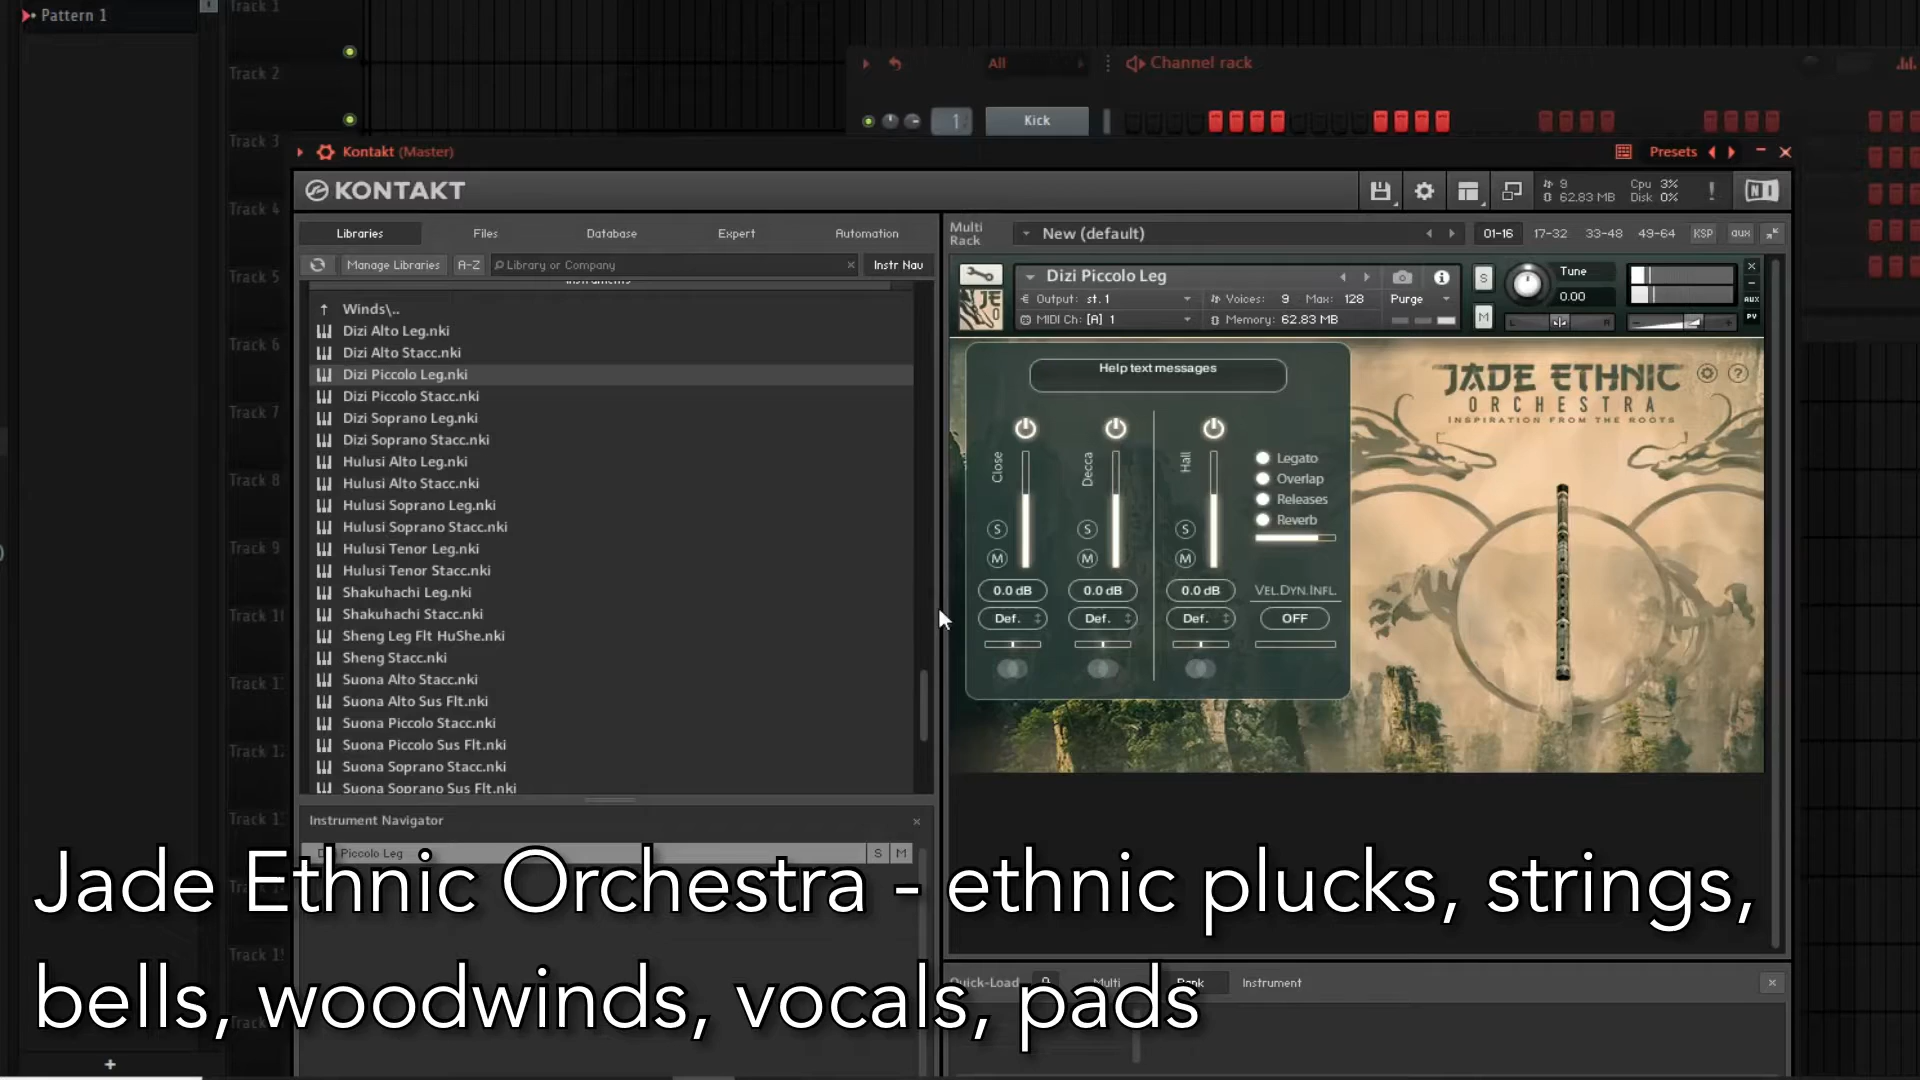 Pattern 1
Track 1
Track 2
Track 3
Track 4
Track 5
Track 6
Track 7
Track 8
Track 9
All
Channel rack
1
Kick
Kontakt (Master)
Presets
KONTAKT
9
62.83 MB
Cpu 3%
Disk 0%
!
NI
Libraries
Files
Database
Expert
Automation
Manage Libraries
A-Z
Library or Company
Instr Nav
Winds\..
Dizi Alto Leg.nki
Dizi Alto Stacc.nki
Dizi Piccolo Leg.nki
Dizi Piccolo Stacc.nki
Dizi Soprano Leg.nki
Dizi Soprano Stacc.nki
Hulusi Alto Leg.nki
Hulusi Alto Stacc.nki
Hulusi Soprano Leg.nki
Hulusi Soprano Stacc.nki
Hulusi Tenor Leg.nki
Hulusi Tenor Stacc.nki
Shakuhachi Leg.nki
Shakuhachi Stacc.nki
Sheng Leg Flt HuShe.nki
Sheng Stacc.nki
Suona Alto Stacc.nki
Suona Alto Sus Flt.nki
Suona Piccolo Stacc.nki
Suona Piccolo Sus Flt.nki
Suona Soprano Stacc.nki
Suona Soprano Sus Flt.nki
Instrument Navigator
Piccolo Leg
S M
Multi
Rack
New (default)
01-16 17-32 33-48 49-64 KSP aux
Dizi Piccolo Leg
Output: st. 1
Voices: 9 Max: 128
Purge
MIDI Ch: [A] 1
Memory: 62.83 MB
S
M
Tune
0.00
L R
AUX
PV
JE
O
Help text messages
Close
Decca
Hall
Legato
Overlap
Releases
Reverb
S S S
M M M
0.0 dB 0.0 dB 0.0 dB
VEL.DYN.INFL.
Def. Def. Def.
OFF
JADE ETHNIC
ORCHESTRA
INSPIRATION FROM THE ROOTS
?
Quick-Load
Multi
Instrument
Jade Ethnic Orchestra - ethnic plucks, strings,
bells, woodwinds, vocals, pads